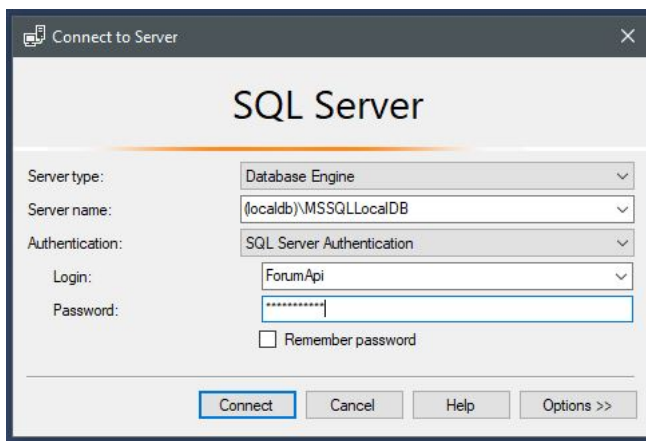 Connect to Server
SQL Server
Server type: Database Engine
Server name: (localdb)\MSSQLLocalDB
Authentication: SQL Server Authentication
Login: ForumApi
Password: ***********
Remember password
Connect Cancel Help Options >>